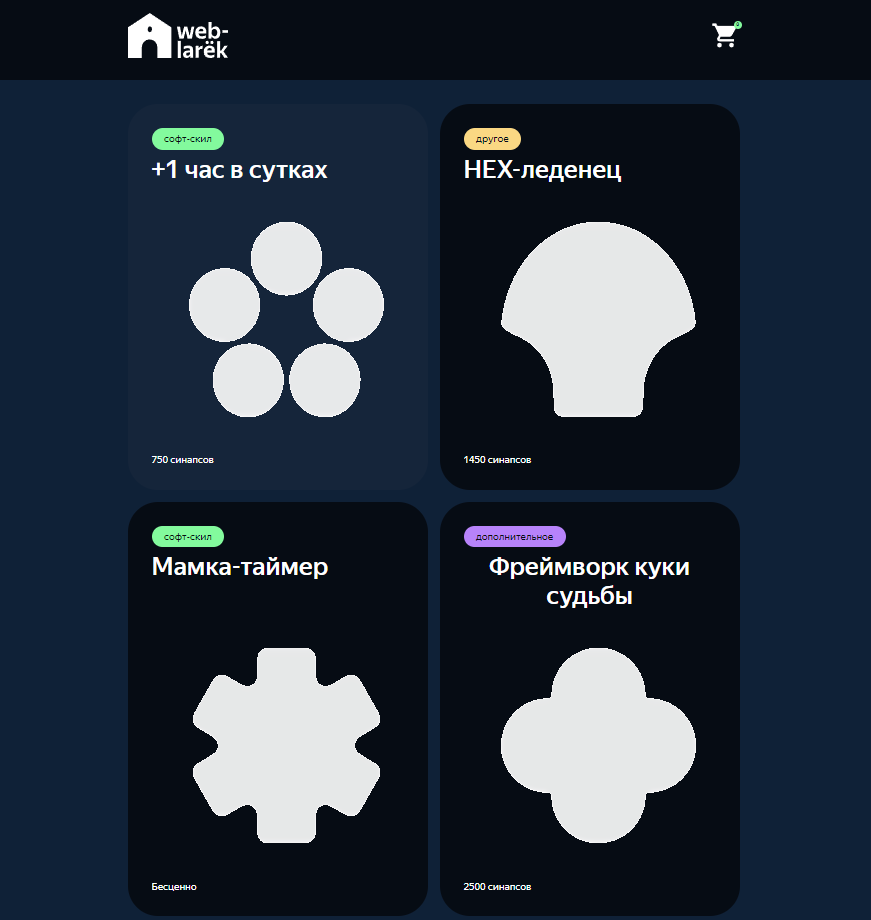 web-
larёk
софт-скил
+1 час в сутках
750 синапсов
другое
HEX-леденец
1450 синапсов
софт-скил
Мамка-таймер
Бесценно
дополнительное
Фреймворк куки
судьбы
2500 синапсов